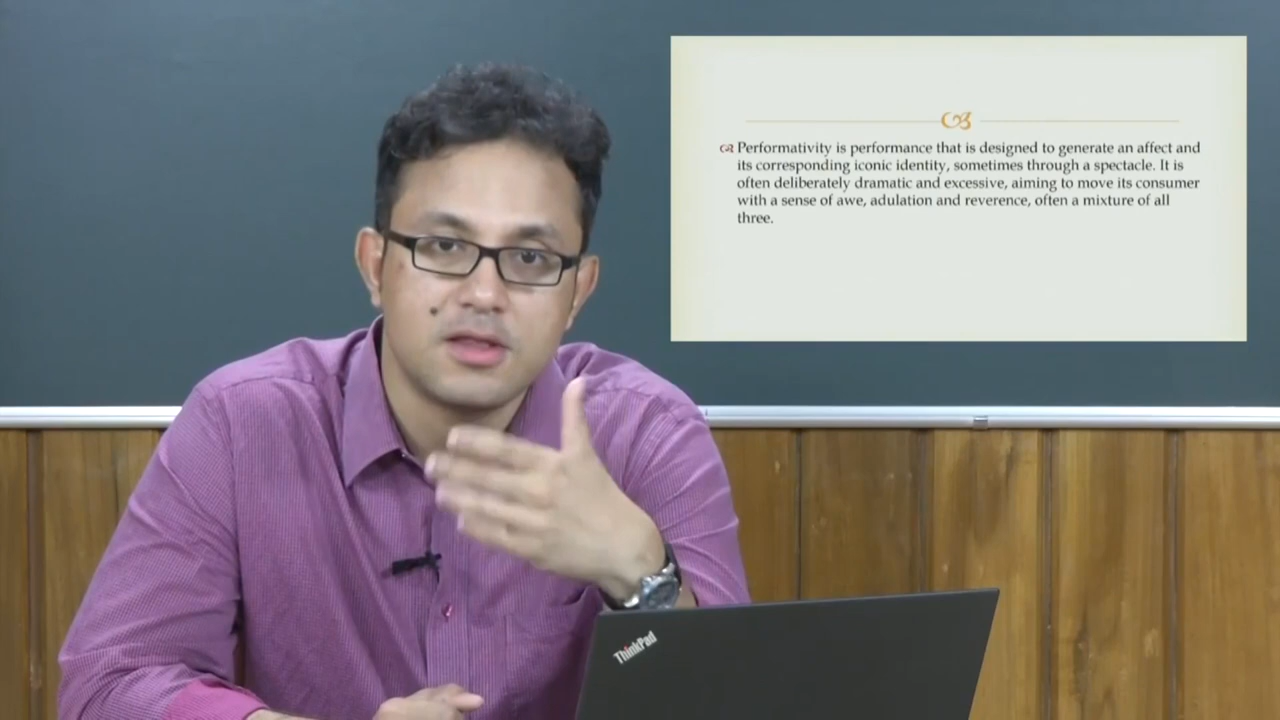 Performativity is performance that is designed to generate an affect and
its corresponding iconic identity, sometimes through a spectacle. It is
often deliberately dramatic and excessive, aiming to move its consumer
with a sense of awe, adulation and reverence, often a mixture of all
three.
ThinkPad